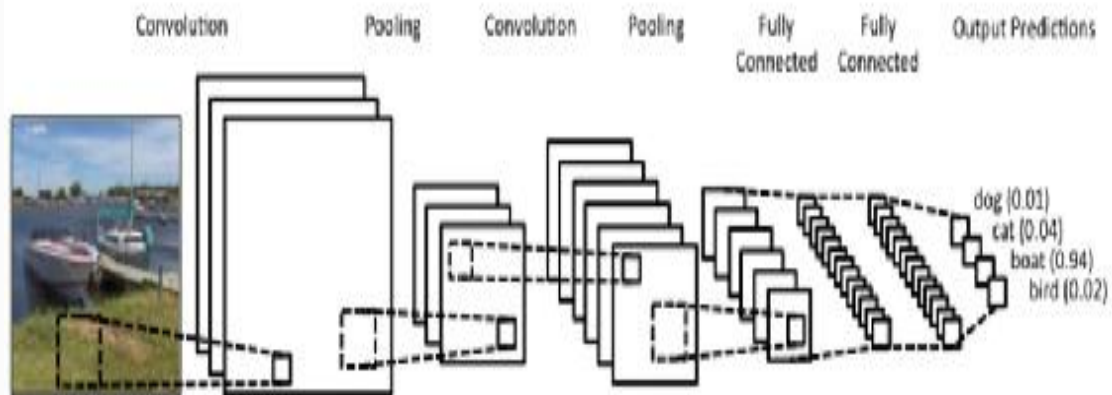 Convolution Pooling Convolution Pooling Fully Connected Fully Connected Output Predictions
dog (0.01)
cat (0.04)
boat (0.94)
bird (0.02)